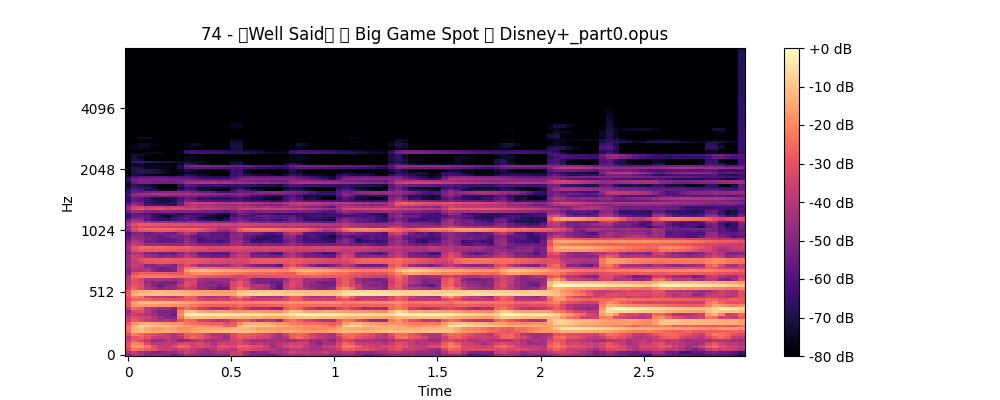 74 - ▯Well Said▯ ▯ Big Game Spot ▯ Disney+_part0.opus
Hz
4096
2048
1024
512
0
0
0.5
1
1.5
2
2.5
Time
+0 dB
-10 dB
-20 dB
-30 dB
-40 dB
-50 dB
-60 dB
-70 dB
-80 dB